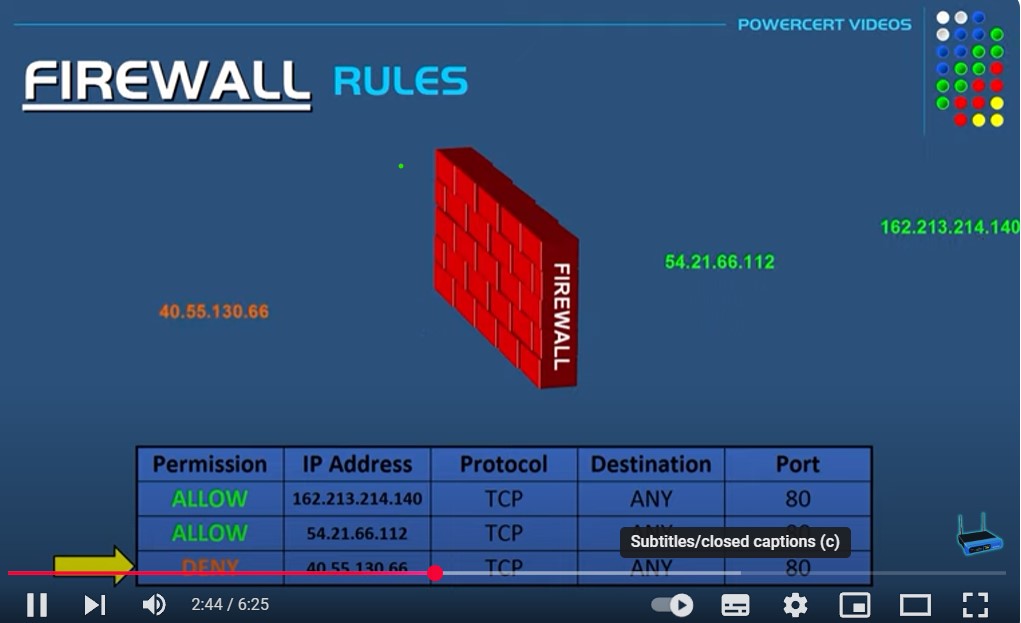 POWERCERT VIDEOS
FIREWALL RULES
162.213.214.140
54.21.66.112
40.55.130.66
FIREWALL
Permission IP Address Protocol Destination Port
ALLOW 162.213.214.140 TCP ANY 80
ALLOW 54.21.66.112 TCP ANY 80
Subtitles/closed captions (c)
DENY 40.55.130.66 TCP ANY 80
2:44 / 6:25